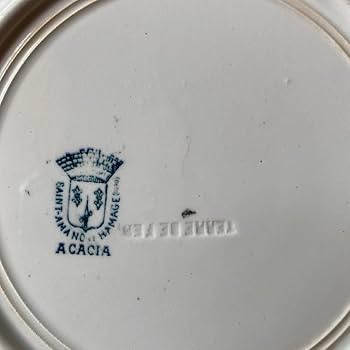 SAINT-AMAND et HAMAGE (Nord)
ACACIA
TERRE DE FER